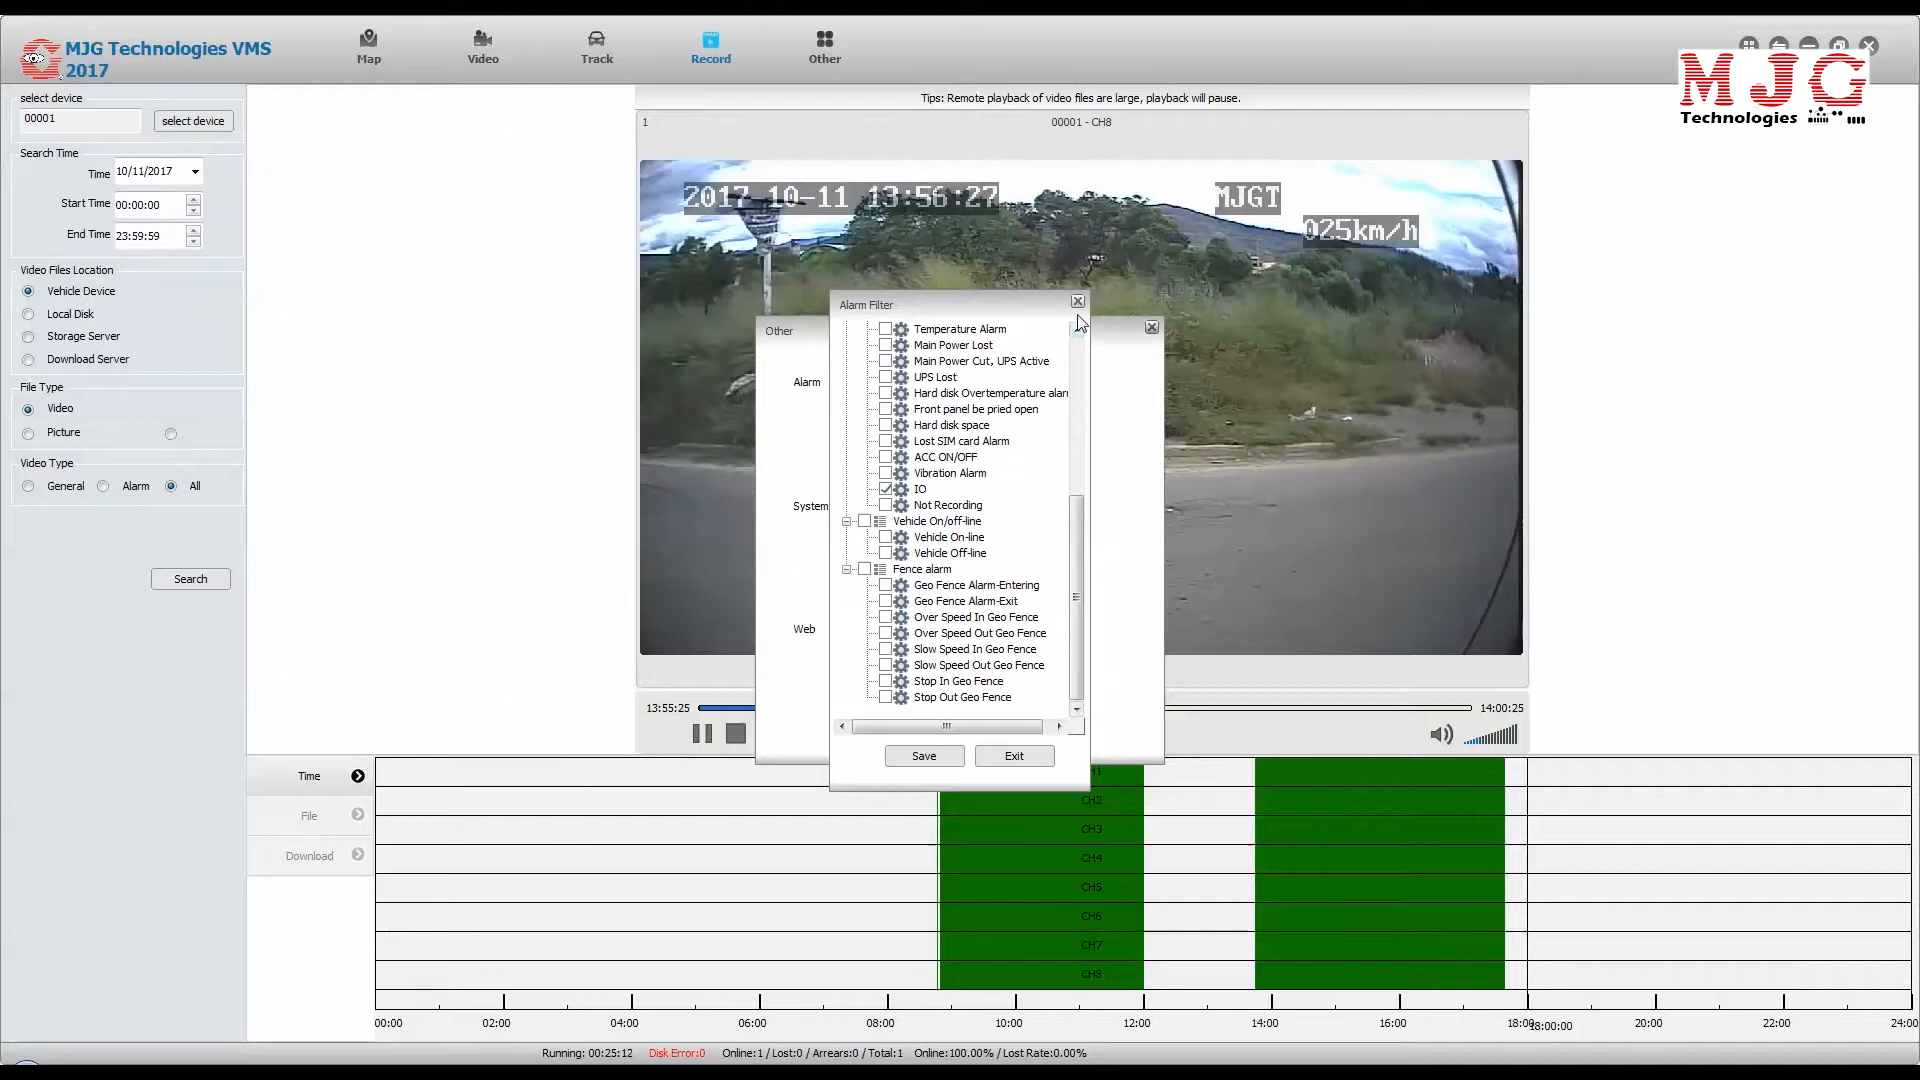 MJG Technologies VMS
2017
Map
Video
Track
Record
Other
MJG
Technologies
select device
00001
select device
Search Time
Time 10/11/2017
Start Time 00:00:00
End Time 23:59:59
Video Files Location
Vehicle Device
Local Disk
Storage Server
Download Server
File Type
Video
Picture
Video Type
General Alarm All
Search
Tips: Remote playback of video files are large, playback will pause.
1 00001 - CH8
2017-10-11 13:56:27 MJGT
025km/h
Other
Alarm
System
Web
Alarm Filter
Temperature Alarm
Main Power Lost
Main Power Cut, UPS Active
UPS Lost
Hard disk Overtemperature alarm
Front panel be pried open
Hard disk space
Lost SIM card Alarm
ACC ON/OFF
Vibration Alarm
IO
Not Recording
Vehicle On/off-line
Vehicle On-line
Vehicle Off-line
Fence alarm
Geo Fence Alarm-Entering
Geo Fence Alarm-Exit
Over Speed In Geo Fence
Over Speed Out Geo Fence
Slow Speed In Geo Fence
Slow Speed Out Geo Fence
Stop In Geo Fence
Stop Out Geo Fence
Save Exit
13:55:25 14:00:25
Time
File
Download
H1
CH2
CH3
CH4
CH5
CH6
CH7
CH8
00:00 02:00 04:00 06:00 08:00 10:00 12:00 14:00 16:00 18:00 18:00:00 20:00 22:00 24:00
Running: 00:25:12 Disk Error:0 Online:1 / Lost:0 / Arrears:0 / Total:1 Online:100.00% / Lost Rate:0.00%